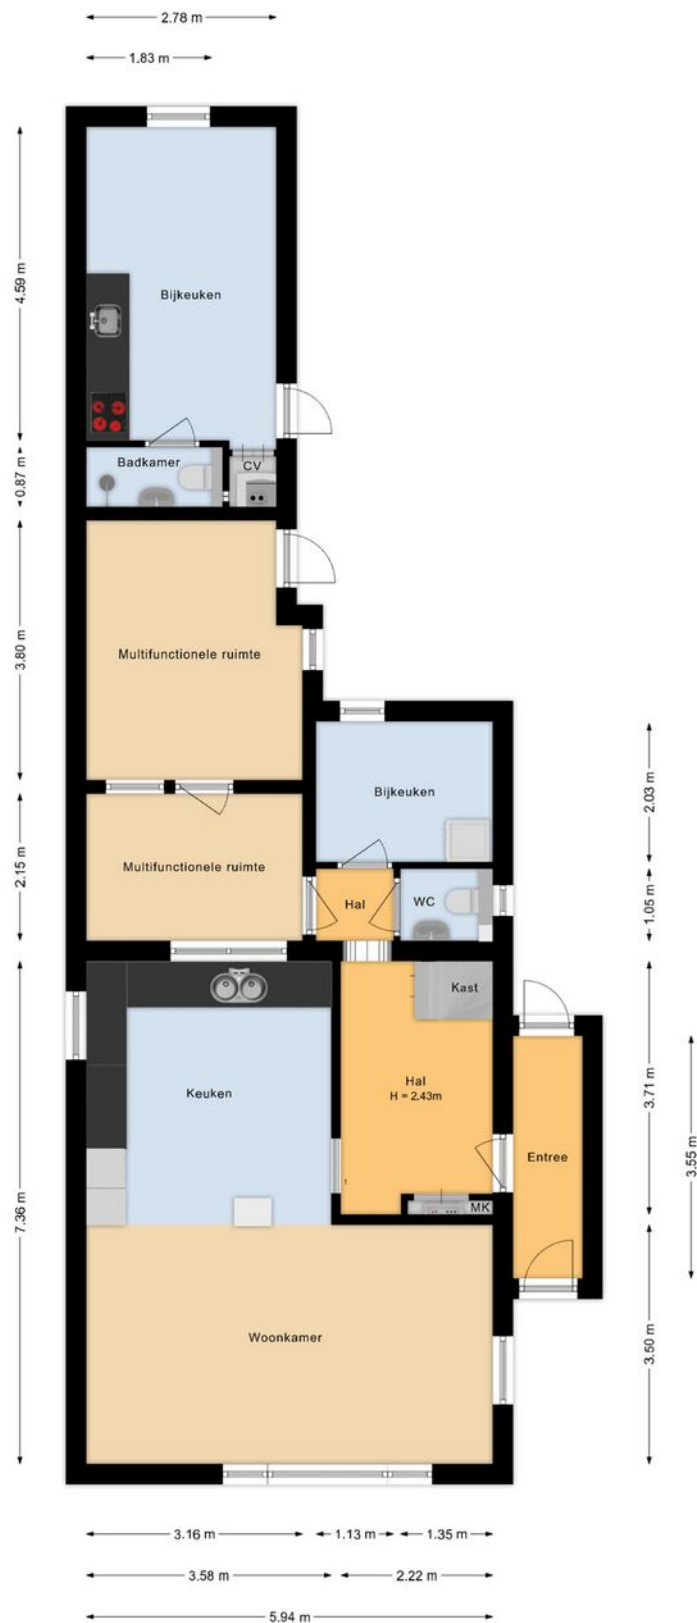 2.78 m
1.83 m
4.59 m
Bijkeuken
0.87 m
Badkamer
CV
3.80 m
Multifunctionele ruimte
2.03 m
Bijkeuken
2.15 m
Multifunctionele ruimte
Hal
WC
1.05 m
Kast
Keuken
Hal
H = 2.43m
3.71 m
Entree
3.55 m
7.36 m
MK
Woonkamer
3.50 m
3.16 m
1.13 m
1.35 m
3.58 m
2.22 m
5.94 m